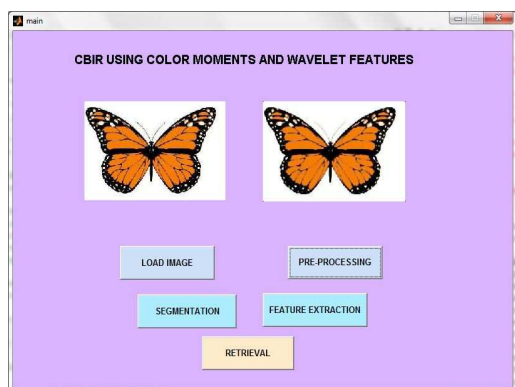 main
CBIR USING COLOR MOMENTS AND WAVELET FEATURES
LOAD IMAGE
PRE-PROCESSING
SEGMENTATION
FEATURE EXTRACTION
RETRIEVAL